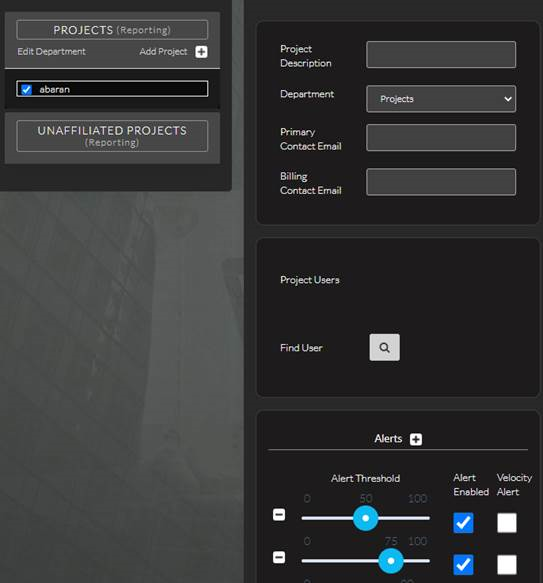 PROJECTS (Reporting)
Edit Department
Add Project
abaran
UNAFFILIATED PROJECTS
(Reporting)
Project
Description
Department
Projects
Primary
Contact Email
Billing
Contact Email
Project Users
Find User
Alerts
Alert Threshold
Alert
Enabled
Velocity
Alert
0 50 100
0 75 100